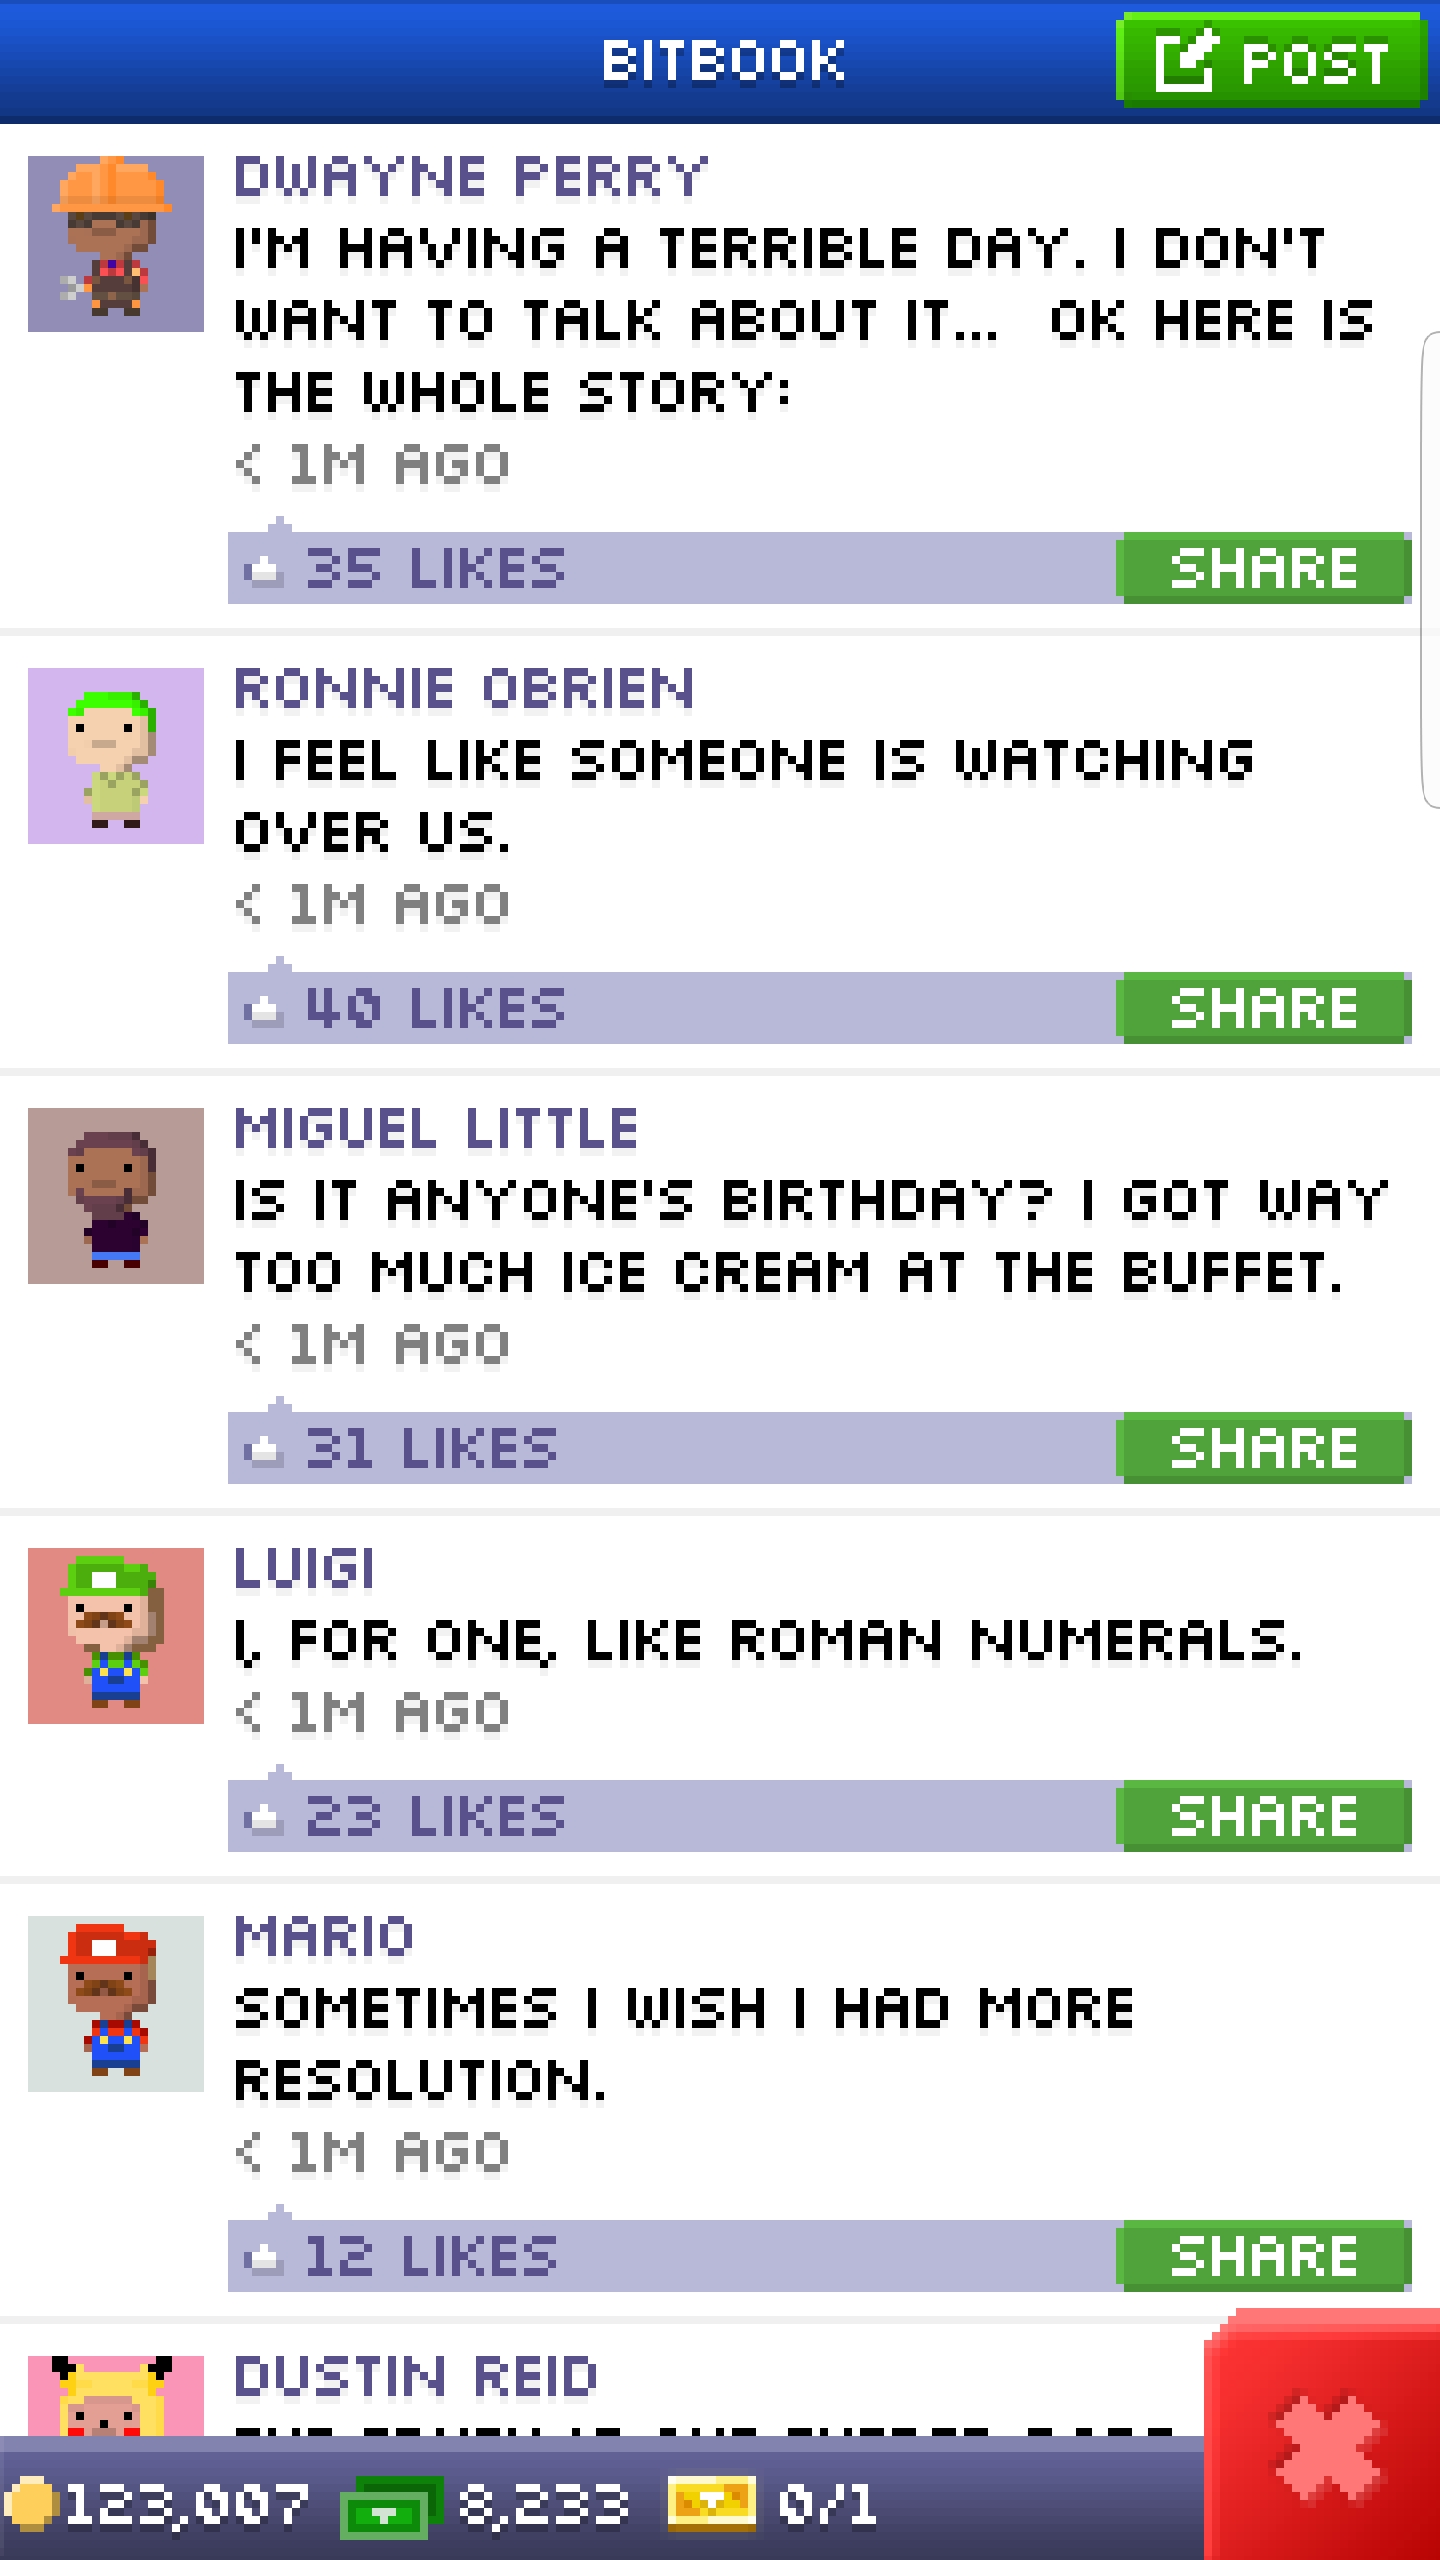 BITBOOK
POST
DWAYNE PERRY
I'M HAVING A TERRIBLE DAY. I DON'T
WANT TO TALK ABOUT IT... OK HERE IS
THE WHOLE STORY:
< 1M AGO
35 LIKES
SHARE
RONNIE OBRIEN
I FEEL LIKE SOMEONE IS WATCHING
OVER US.
< 1M AGO
40 LIKES
SHARE
MIGUEL LITTLE
IS IT ANYONE'S BIRTHDAY? I GOT WAY
TOO MUCH ICE CREAM AT THE BUFFET.
< 1M AGO
31 LIKES
SHARE
LUIGI
I, FOR ONE, LIKE ROMAN NUMERALS.
< 1M AGO
23 LIKES
SHARE
MARIO
SOMETIMES I WISH I HAD MORE
RESOLUTION.
< 1M AGO
12 LIKES
SHARE
DUSTIN REID
123,007
8,233
0/1